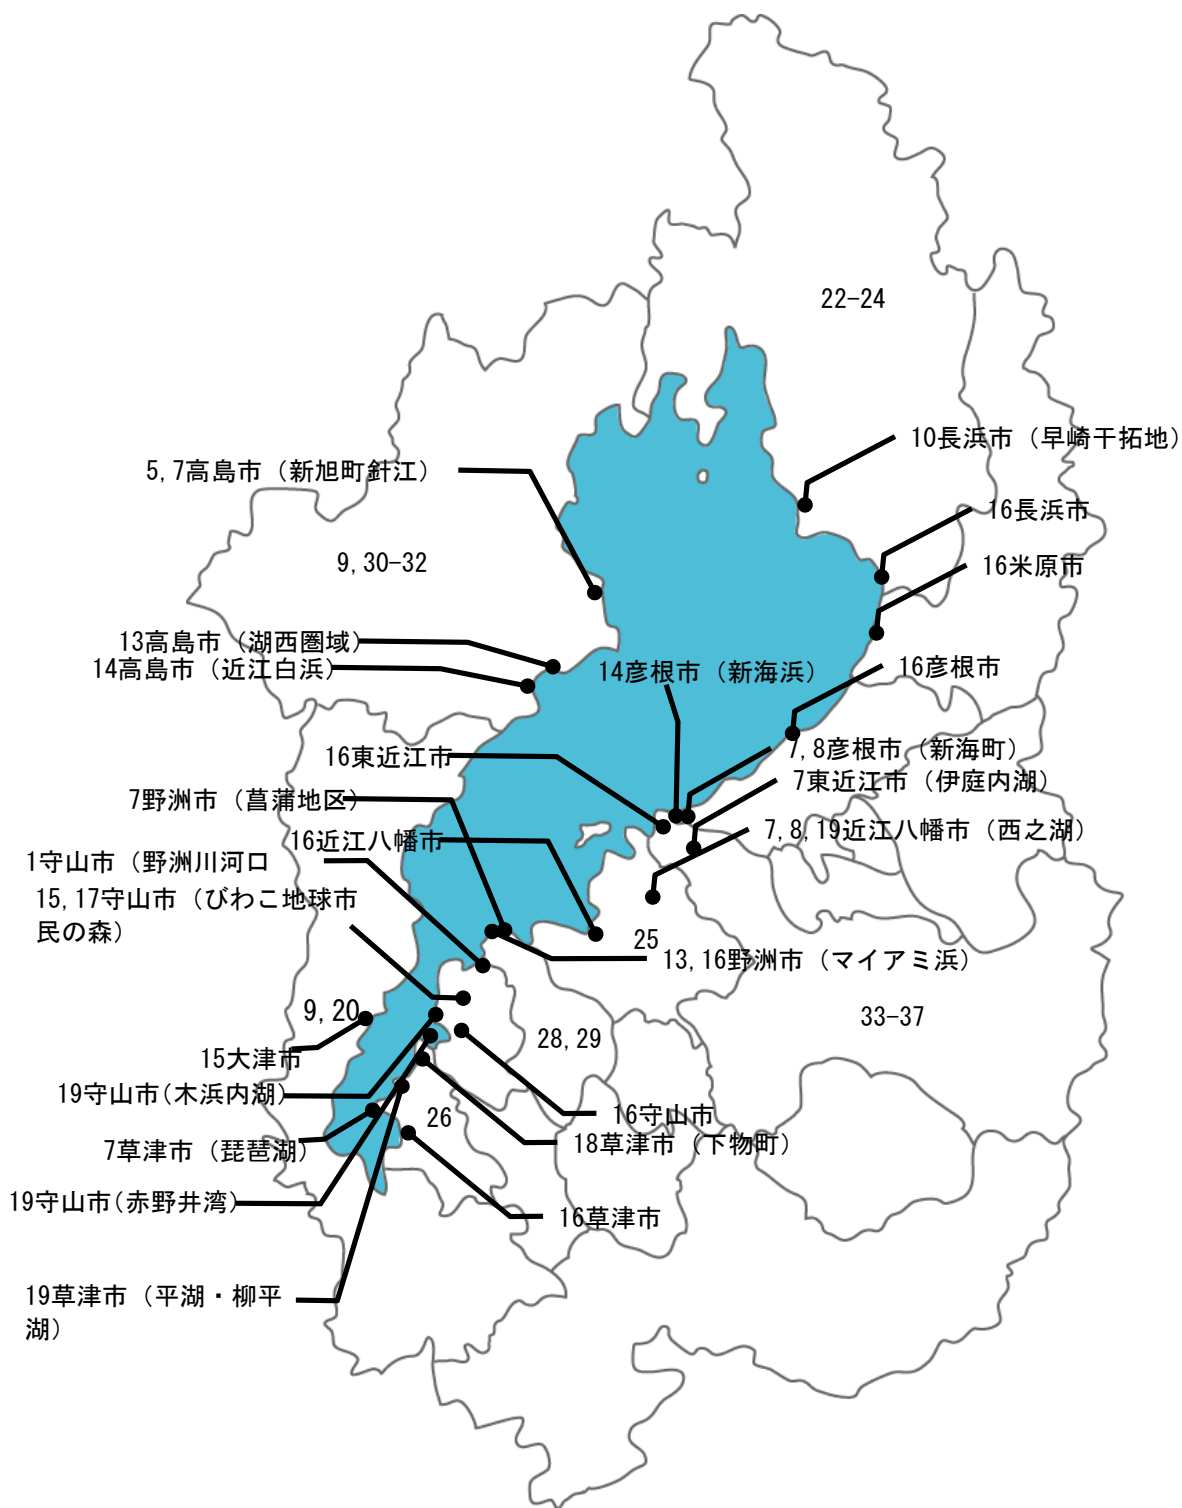 22-24
10長浜市（早崎干拓地）
5,7高島市（新旭町針江）
16長浜市
9,30-32
16米原市
13高島市（湖西圏域）
14高島市（近江白浜）
14彦根市（新海浜）
16彦根市
16東近江市
7,8彦根市（新海町）
7東近江市（伊庭内湖）
7野洲市（菖蒲地区）
7,8,19近江八幡市（西之湖）
16近江八幡市
1守山市（野洲川河口
15,17守山市（びわこ地球市
民の森）
25
13,16野洲市（マイアミ浜）
9,20
33-37
28,29
15大津市
19守山市(木浜内湖)
26
16守山市
7草津市（琵琶湖）
18草津市（下物町）
19守山市(赤野井湾)
16草津市
19草津市（平湖・柳平
湖）